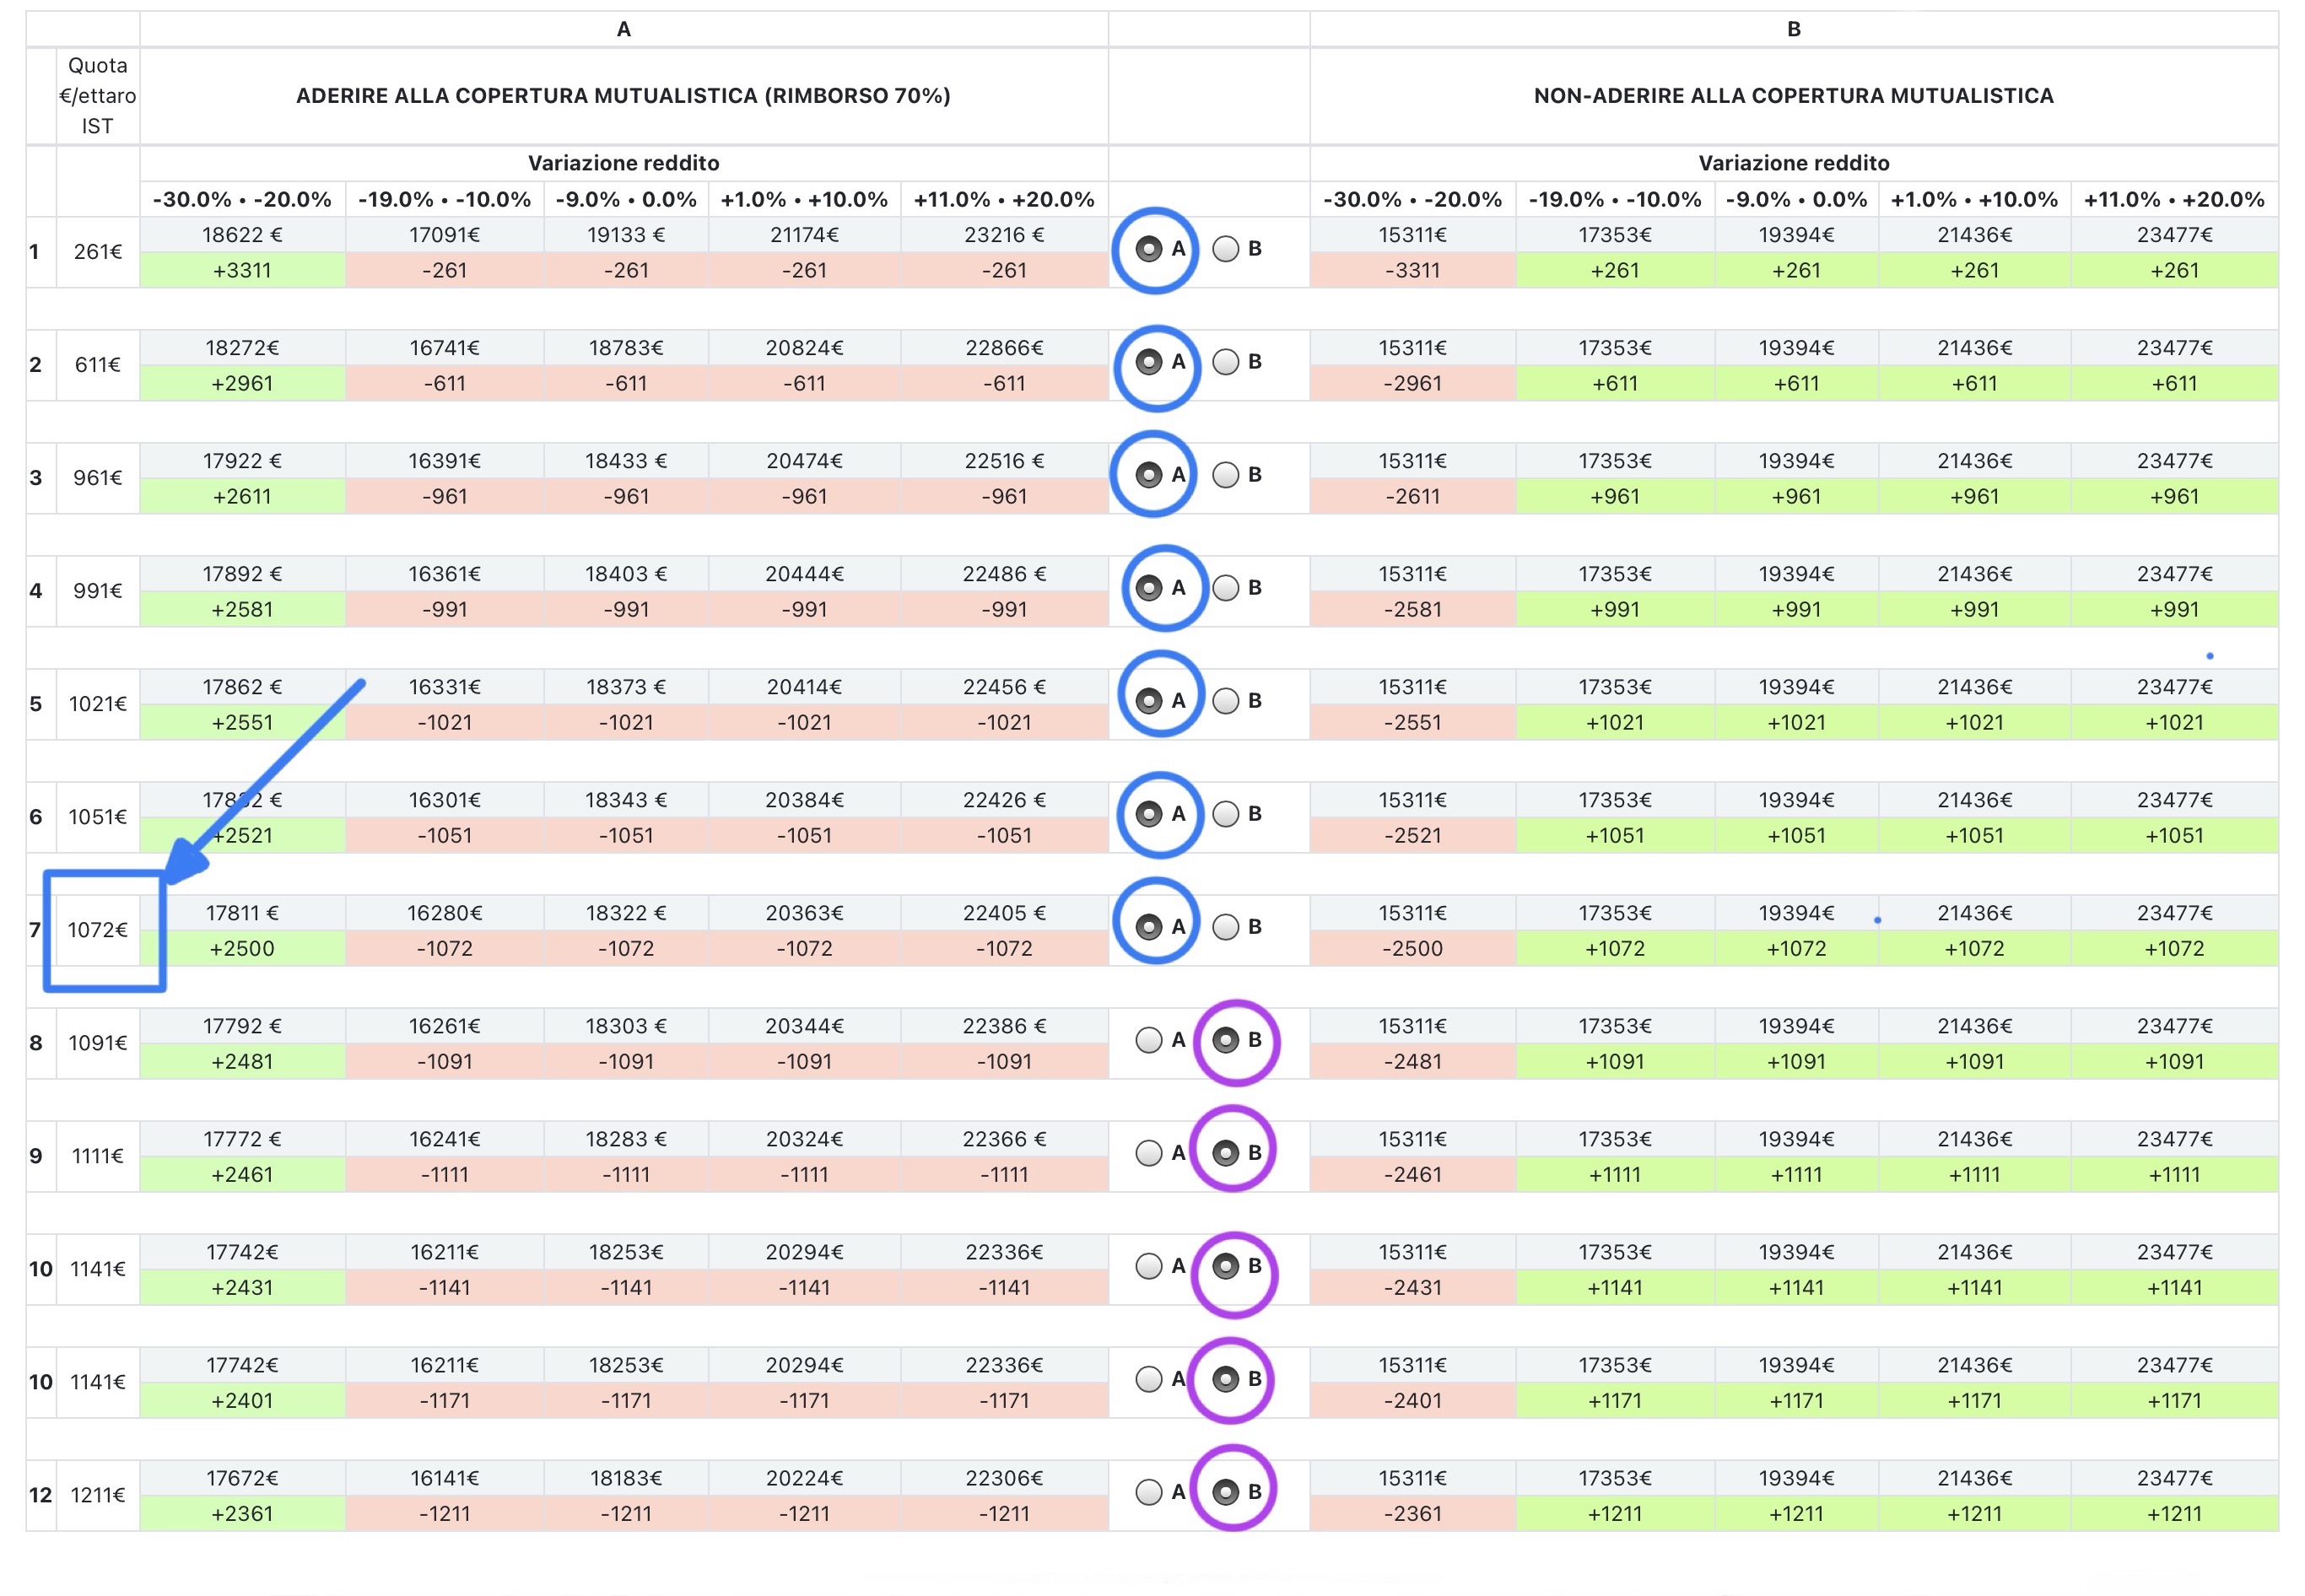 A B
Quota €/ettaro IST ADERIRE ALLA COPERTURA MUTUALISTICA (RIMBORSO 70%) NON-ADERIRE ALLA COPERTURA MUTUALISTICA
Variazione reddito Variazione reddito
-30.0% • -20.0% -19.0% • -10.0% -9.0% • 0.0% +1.0% • +10.0% +11.0% • +20.0% -30.0% • -20.0% -19.0% • -10.0% -9.0% • 0.0% +1.0% • +10.0% +11.0% • +20.0%
18622 € 17091€ 19133 € 21174€ 23216 € 15311€ 17353€ 19394€ 21436€ 23477€
1 261€ A B
+3311 -261 -261 -261 -261 -3311 +261 +261 +261 +261
18272€ 16741€ 18783€ 20824€ 22866€ 15311€ 17353€ 19394€ 21436€ 23477€
2 611€ A B
+2961 -611 -611 -611 -611 -2961 +611 +611 +611 +611
17922 € 16391€ 18433 € 20474€ 22516 € 15311€ 17353€ 19394€ 21436€ 23477€
3 961€ A B
+2611 -961 -961 -961 -961 -2611 +961 +961 +961 +961
17892 € 16361€ 18403 € 20444€ 22486 € 15311€ 17353€ 19394€ 21436€ 23477€
4 991€ A B
+2581 -991 -991 -991 -991 -2581 +991 +991 +991 +991
17862 € 16331€ 18373 € 20414€ 22456 € 15311€ 17353€ 19394€ 21436€ 23477€
5 1021€ A B
+2551 -1021 -1021 -1021 -1021 -2551 +1021 +1021 +1021 +1021
16301€ 18343 € 20384€ 22426 € 15311€ 17353€ 19394€ 21436€ 23477€
6 1051€ A B
+2521 -1051 -1051 -1051 -1051 -2521 +1051 +1051 +1051 +1051
17811 € 16280€ 18322 € 20363€ 22405 € 15311€ 17353€ 19394€ 21436€ 23477€
7 1072€ A B
+2500 -1072 -1072 -1072 -1072 -2500 +1072 +1072 +1072 +1072
17792 € 16261€ 18303 € 20344€ 22386 € 15311€ 17353€ 19394€ 21436€ 23477€
8 1091€ A B
+2481 -1091 -1091 -1091 -1091 -2481 +1091 +1091 +1091 +1091
17772 € 16241€ 18283 € 20324€ 22366 € 15311€ 17353€ 19394€ 21436€ 23477€
9 1111€ A B
+2461 -1111 -1111 -1111 -1111 -2461 +1111 +1111 +1111 +1111
17742€ 16211€ 18253€ 20294€ 22336€ 15311€ 17353€ 19394€ 21436€ 23477€
10 1141€ A B
+2431 -1141 -1141 -1141 -1141 -2431 +1141 +1141 +1141 +1141
17742€ 16211€ 18253€ 20294€ 22336€ 15311€ 17353€ 19394€ 21436€ 23477€
10 1141€ A B
+2401 -1171 -1171 -1171 -1171 -2401 +1171 +1171 +1171 +1171
17672€ 16141€ 18183€ 20224€ 22306€ 15311€ 17353€ 19394€ 21436€ 23477€
12 1211€ A B
+2361 -1211 -1211 -1211 -1211 -2361 +1211 +1211 +1211 +1211